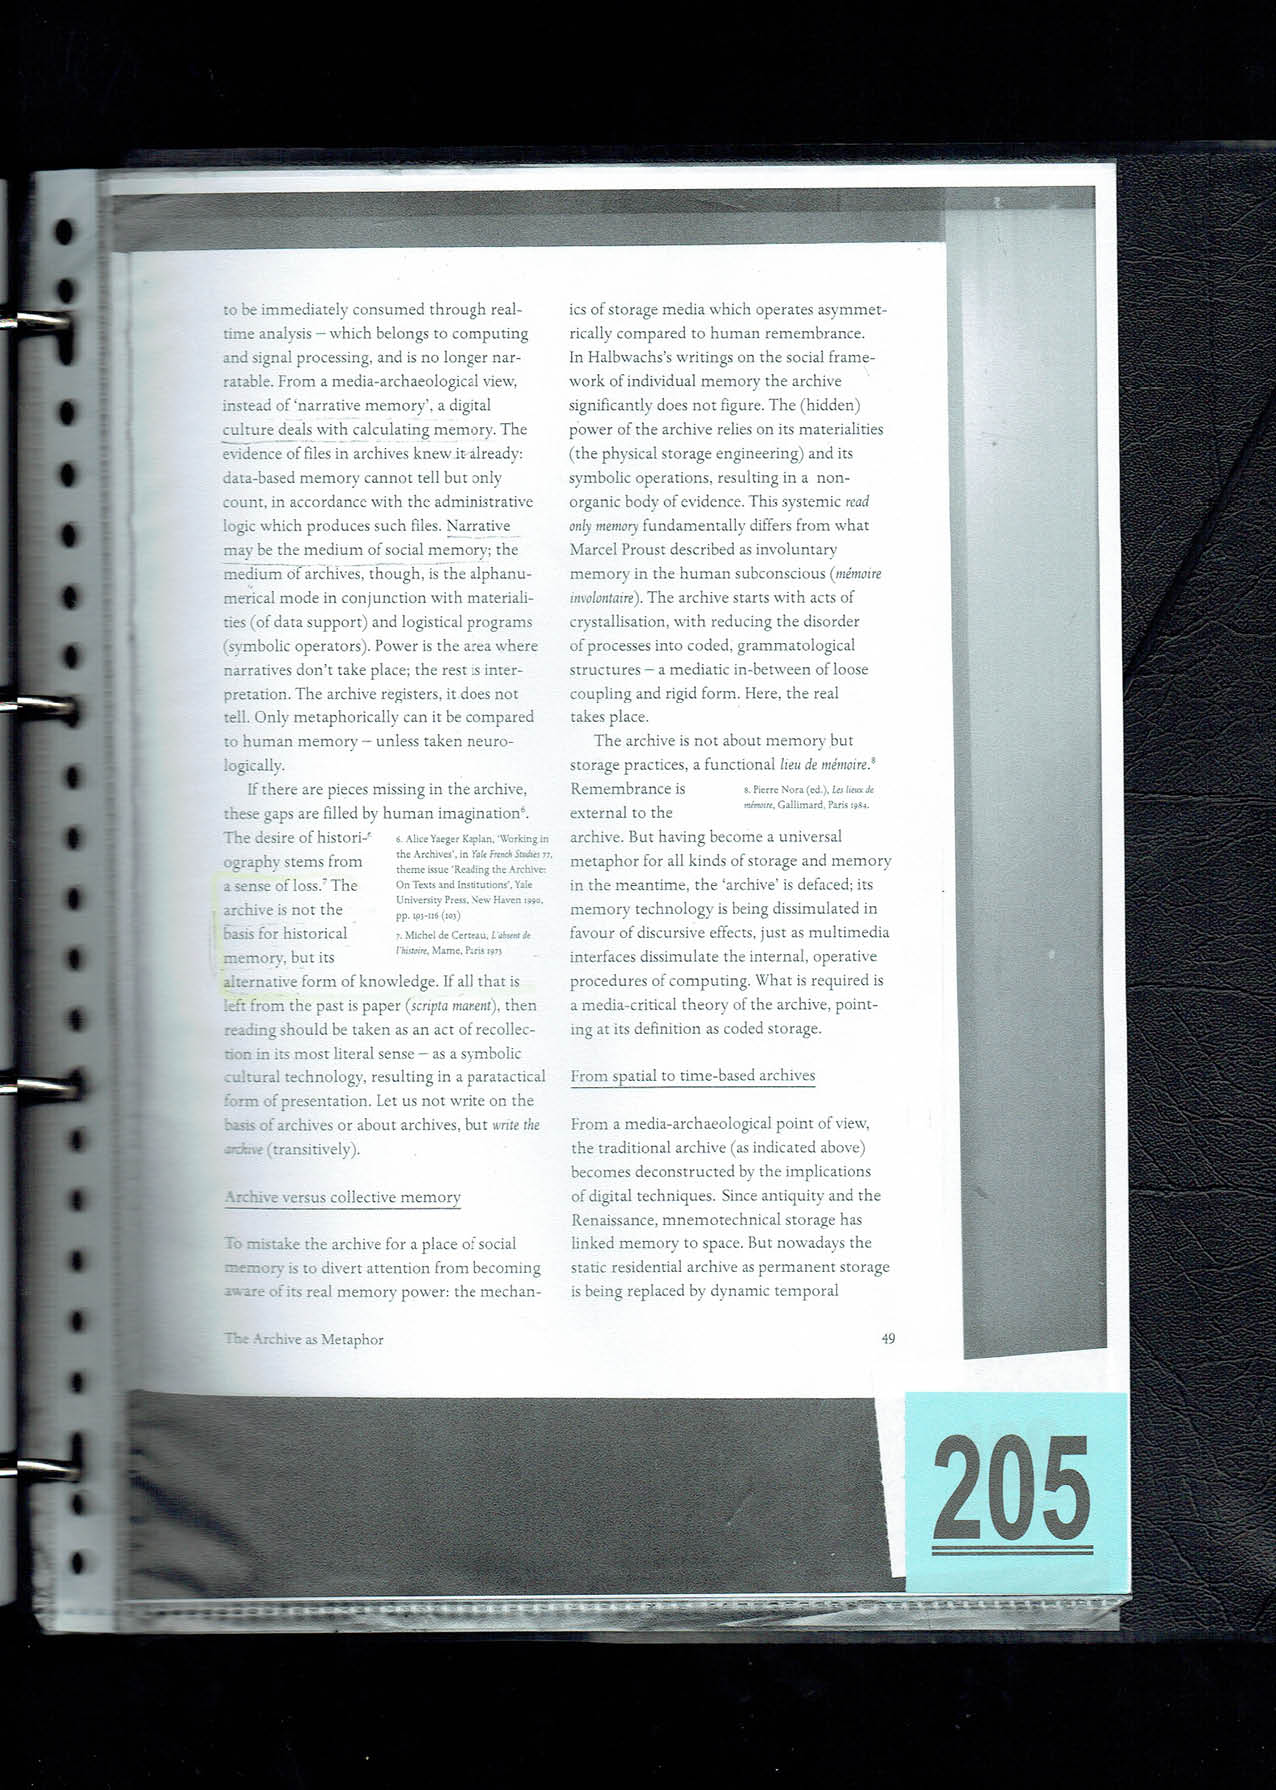 to be immediately consumed through real-
time analysis – which belongs to computing
and signal processing, and is no longer nar-
ratable. From a media-archaeological view,
instead of ‘narrative memory’, a digital
culture deals with calculating memory. The
evidence of files in archives knew it already:
data-based memory cannot tell but only
count, in accordance with the administrative
logic which produces such files. Narrative
may be the medium of social memory; the
medium of archives, though, is the alphanu-
merical mode in conjunction with materiali-
ties (of data support) and logistical programs
(symbolic operators). Power is the area where
narratives don’t take place; the rest is inter-
pretation. The archive registers, it does not
tell. Only metaphorically can it be compared
to human memory – unless taken neuro-
logically.
If there are pieces missing in the archive,
these gaps are filled by human imagination⁶.
The desire of histori-
ography stems from
a sense of loss.⁷ The
archive is not the
basis for historical
memory, but its
alternative form of knowledge. If all that is
left from the past is paper (scripta manent), then
reading should be taken as an act of recollec-
tion in its most literal sense – as a symbolic
cultural technology, resulting in a paratactical
form of presentation. Let us not write on the
basis of archives or about archives, but write the
archive (transitively).
6. Alice Yaeger Kaplan, ‘Working in
the Archives’, in Yale French Studies 77,
theme issue ‘Reading the Archive:
On Texts and Institutions’, Yale
University Press, New Haven 1990,
pp. 103-116 (103)
7. Michel de Certeau, L’absent de
l’histoire, Mame, Paris 1973
Archive versus collective memory
To mistake the archive for a place of social
memory is to divert attention from becoming
aware of its real memory power: the mechan-
ics of storage media which operates asymmet-
rically compared to human remembrance.
In Halbwachs’s writings on the social frame-
work of individual memory the archive
significantly does not figure. The (hidden)
power of the archive relies on its materialities
(the physical storage engineering) and its
symbolic operations, resulting in a non-
organic body of evidence. This systemic read
only memory fundamentally differs from what
Marcel Proust described as involuntary
memory in the human subconscious (mémoire
involontaire). The archive starts with acts of
crystallisation, with reducing the disorder
of processes into coded, grammatological
structures – a mediatic in-between of loose
coupling and rigid form. Here, the real
takes place.
The archive is not about memory but
storage practices, a functional lieu de mémoire.⁸
Remembrance is
external to the
archive. But having become a universal
metaphor for all kinds of storage and memory
in the meantime, the ‘archive’ is defaced; its
memory technology is being dissimulated in
favour of discursive effects, just as multimedia
interfaces dissimulate the internal, operative
procedures of computing. What is required is
a media-critical theory of the archive, point-
ing at its definition as coded storage.
8. Pierre Nora (ed.), Les lieux de
mémoire, Gallimard, Paris 1984.
From spatial to time-based archives
From a media-archaeological point of view,
the traditional archive (as indicated above)
becomes deconstructed by the implications
of digital techniques. Since antiquity and the
Renaissance, mnemotechnical storage has
linked memory to space. But nowadays the
static residential archive as permanent storage
is being replaced by dynamic temporal
The Archive as Metaphor
49
205